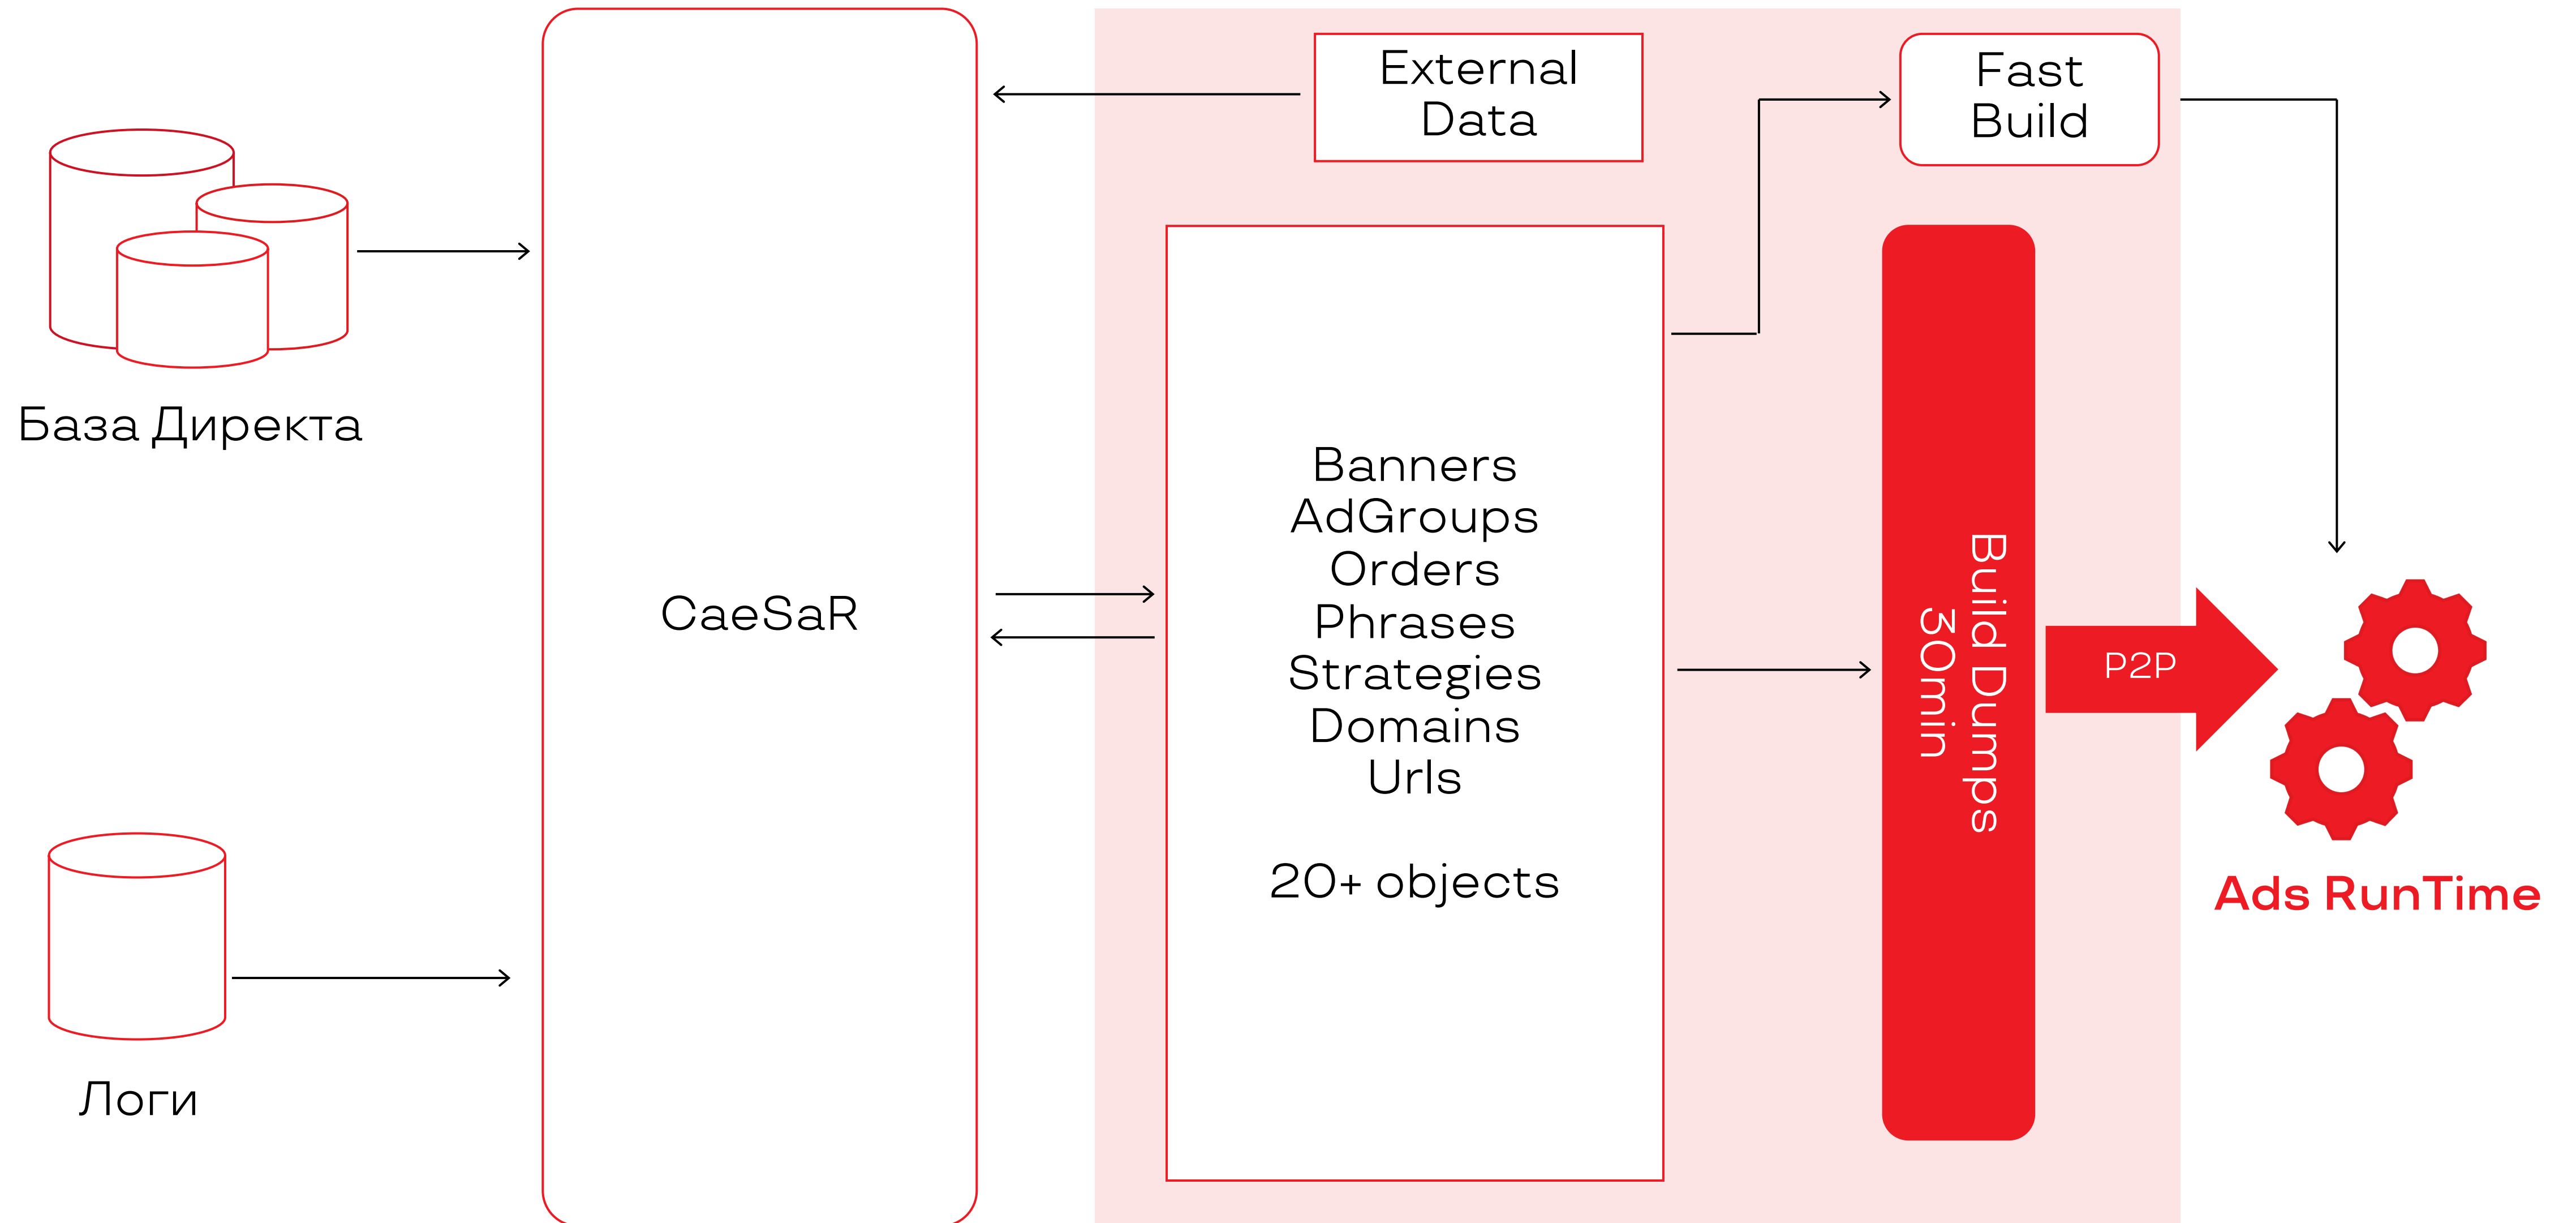 База Директа
Логи
CaeSaR
External
Data
Banners
AdGroups
Orders
Phrases
Strategies
Domains
Urls
20+ objects
Fast
Build
Build Dumps
30min
P2P
Ads RunTime